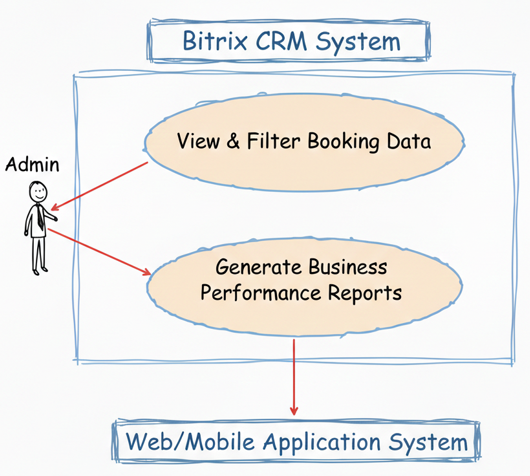 Bitrix CRM System
View & Filter Booking Data
Admin
Generate Business
Performance Reports
Web/Mobile Application System